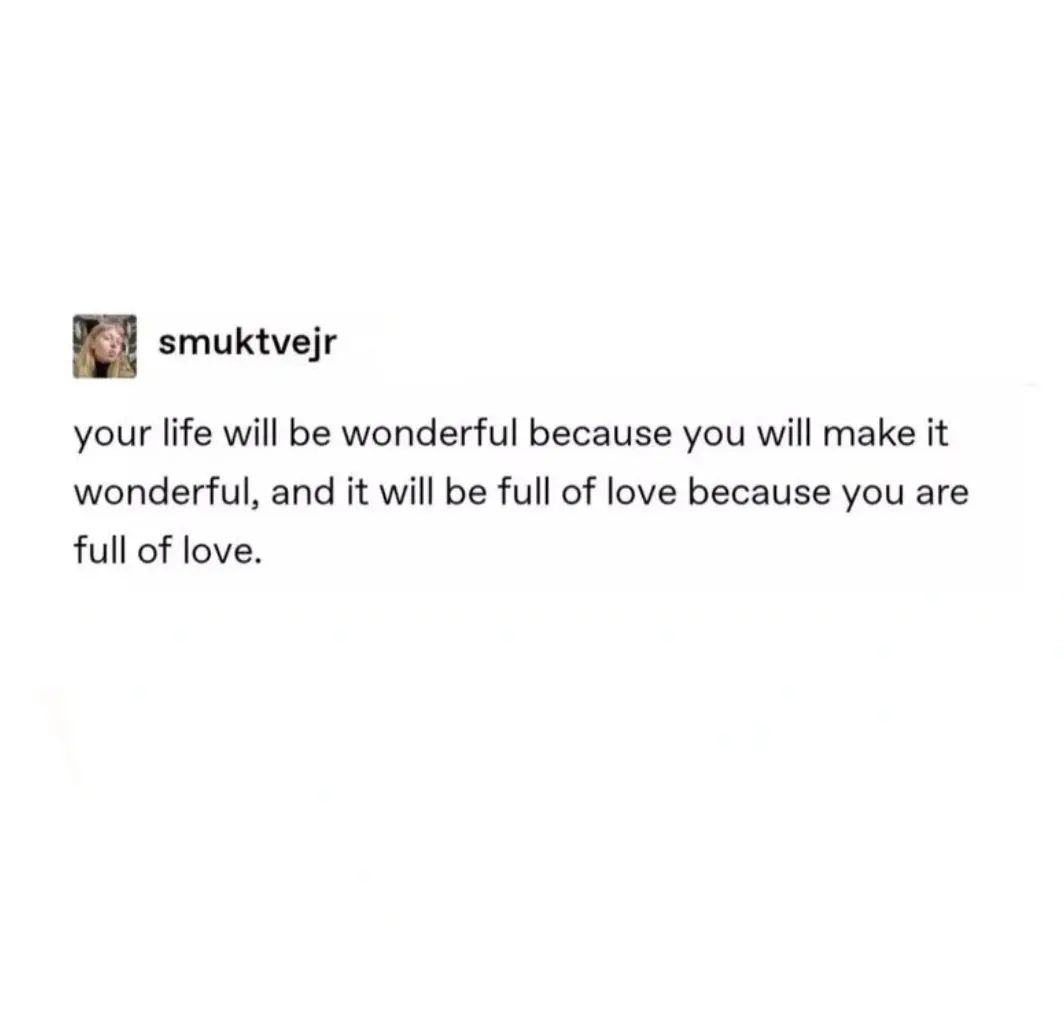 smuktvejr
your life will be wonderful because you will make it
wonderful, and it will be full of love because you are
full of love.